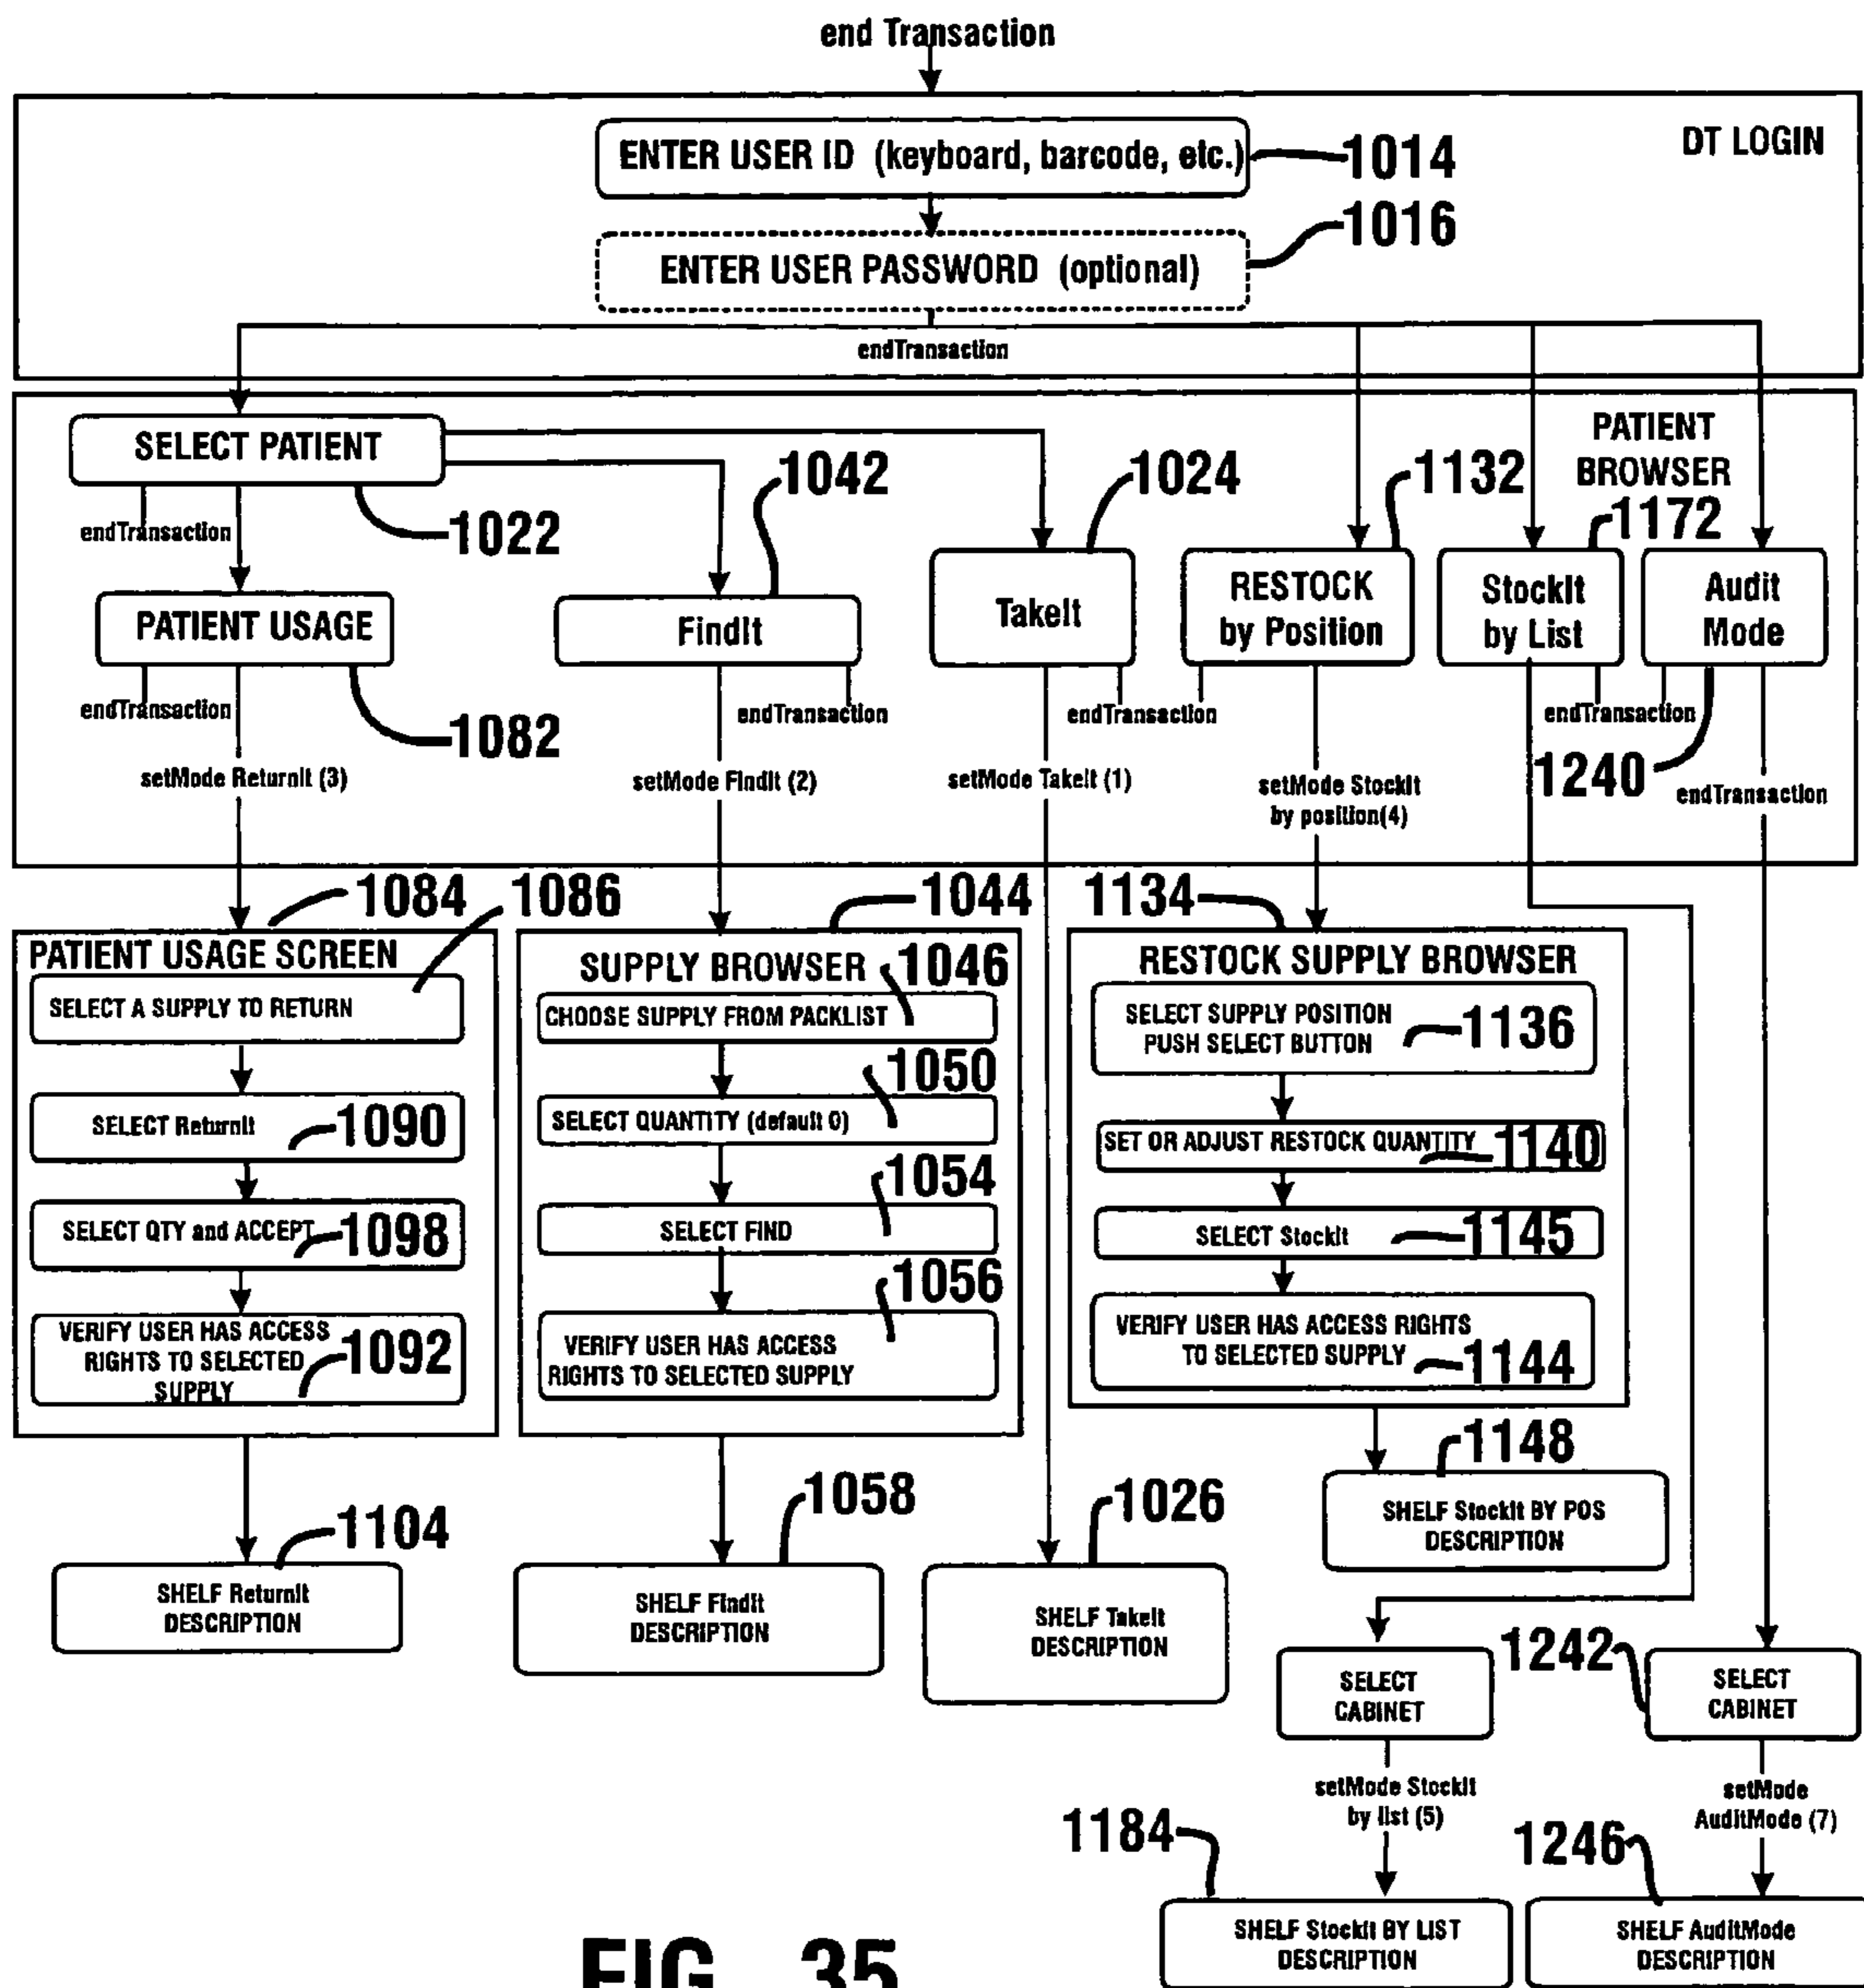 end Transaction
DT LOGIN
ENTER USER ID (keyboard, barcode, etc.)
1014
1016
ENTER USER PASSWORD (optional)
endTransaction
PATIENT
BROWSER
SELECT PATIENT
1022
endTransaction
1042
1024
1132
1172
PATIENT USAGE
FindIt
TakeIt
RESTOCK
by Position
StockIt
by List
Audit
Mode
endTransaction
1082
endTransaction
endTransaction
endTransaction
1240
setMode ReturnIt (3)
setMode FindIt (2)
setMode TakeIt (1)
setMode StockIt
by position(4)
endTransaction
1084
1086
1044
1134
PATIENT USAGE SCREEN
SELECT A SUPPLY TO RETURN
SELECT ReturnIt
1090
SELECT QTY and ACCEPT
1098
VERIFY USER HAS ACCESS
RIGHTS TO SELECTED
SUPPLY
1092
SUPPLY BROWSER
1046
CHOOSE SUPPLY FROM PACKLIST
1050
SELECT QUANTITY (default 0)
1054
SELECT FIND
1056
VERIFY USER HAS ACCESS
RIGHTS TO SELECTED SUPPLY
RESTOCK SUPPLY BROWSER
SELECT SUPPLY POSITION
PUSH SELECT BUTTON
1136
SET OR ADJUST RESTOCK QUANTITY
1140
SELECT StockIt
1145
VERIFY USER HAS ACCESS RIGHTS
TO SELECTED SUPPLY
1144
1148
SHELF StockIt BY POS
DESCRIPTION
1104
SHELF ReturnIt
DESCRIPTION
1058
SHELF FindIt
DESCRIPTION
1026
SHELF TakeIt
DESCRIPTION
SELECT
CABINET
1242
SELECT
CABINET
setMode StockIt
by list (5)
setMode
AuditMode (7)
1184
1246
SHELF StockIt BY LIST
DESCRIPTION
SHELF AuditMode
DESCRIPTION
FIG. 35